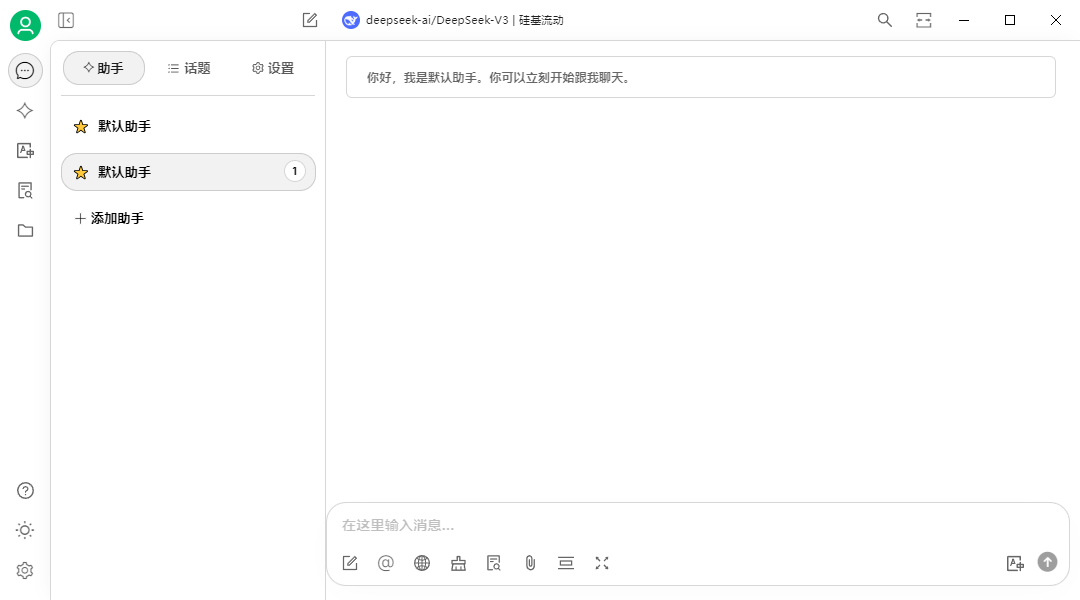 deepseek-ai/DeepSeek-V3 | 硅基流动
助手
话题
设置
默认助手
默认助手
1
添加助手
你好，我是默认助手。你可以立刻开始跟我聊天。
在这里输入消息...